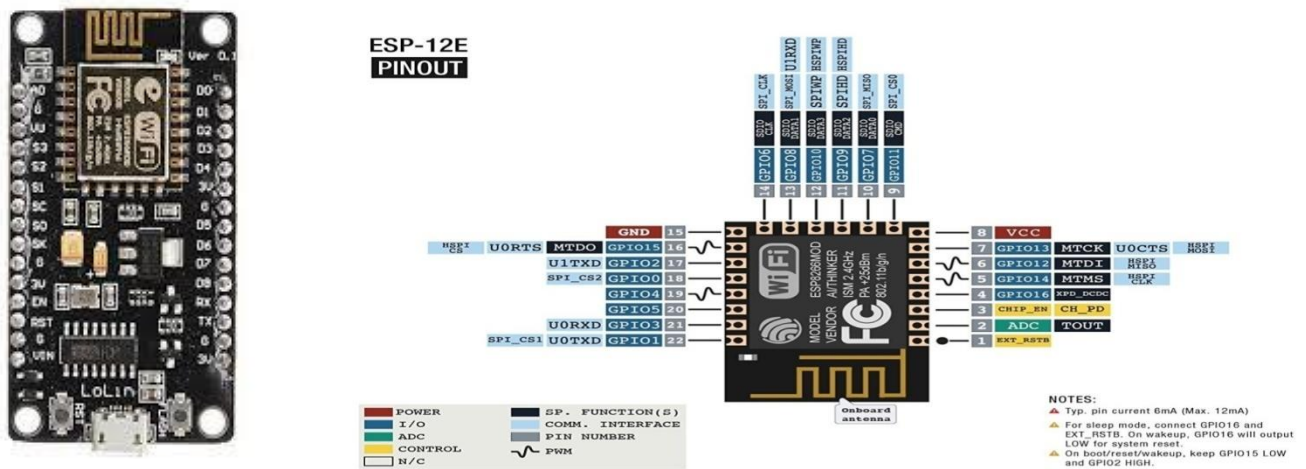 Ver 0.1
A0
G
VU
S3
S2
S1
SC
SO
SK
G
3V
EN
RST
G
VIN
D0
D1
D2
D3
D4
3V
G
D5
D6
D7
D8
RX
TX
G
3V
WiFi
FC
LoLin
RST
ESP-12E
PINOUT
SPI_CLK
SPI_MOSI U1RXD
SPIWP HSPIWP
SPIHD HSPIHD
SPI_MISO
SPI_CS0
SDIO CLK
SDIO DATA1
SDIO DATA3
SDIO DATA2
SDIO DATA0
SDIO CMD
GPIO6
GPIO8
GPIO10
GPIO9
GPIO7
GPIO11
14 13 12 11 10 9
GND 15
HSPI CS U0RTS MTDO GPIO15 16
U1TXD GPIO2 17
SPI_CS2 GPIO0 18
GPIO4 19
GPIO5 20
U0RXD GPIO3 21
SPI_CS1 U0TXD GPIO1 22
WiFi
MODEL ESP8266MOD
VENDOR AI/THINKER
ISM 2.4GHz
PA +25dBm
802.11b/g/n
FC
8 VCC
7 GPIO13 MTCK U0CTS HSPI MOSI
6 GPIO12 MTDI HSPI MISO
5 GPIO14 MTMS HSPI CLK
4 GPIO16 XPD_DCDC
3 CHIP_EN CH_PD
2 ADC TOUT
1 EXT_RSTB
Onboard
antenna
POWER
I/O
ADC
CONTROL
N/C
SP. FUNCTION(S)
COMM. INTERFACE
PIN NUMBER
PWM
NOTES:
Typ. pin current 6mA (Max. 12mA)
For sleep mode, connect GPIO16 and
EXT_RSTB. On wakeup, GPIO16 will output
LOW for system reset.
On boot/reset/wakeup, keep GPIO15 LOW
and GPIO2 HIGH.